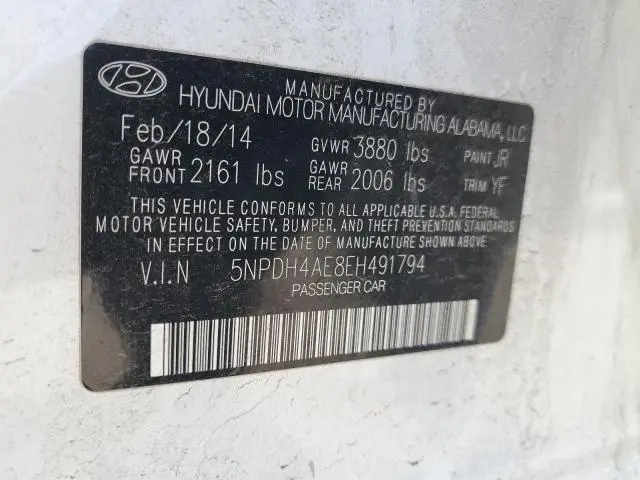 MANUFACTURED BY
HYUNDAI MOTOR MANUFACTURING ALABAMA, LLC
Feb/18/14 GVWR 3880 lbs PAINT JR
GAWR FRONT 2161 lbs GAWR REAR 2006 lbs TRIM YF
THIS VEHICLE CONFORMS TO ALL APPLICABLE U.S.A. FEDERAL
MOTOR VEHICLE SAFETY, BUMPER, AND THEFT PREVENTION STANDARDS
IN EFFECT ON THE DATE OF MANUFACTURE SHOWN ABOVE.
V.I.N 5NPDH4AE8EH491794
PASSENGER CAR